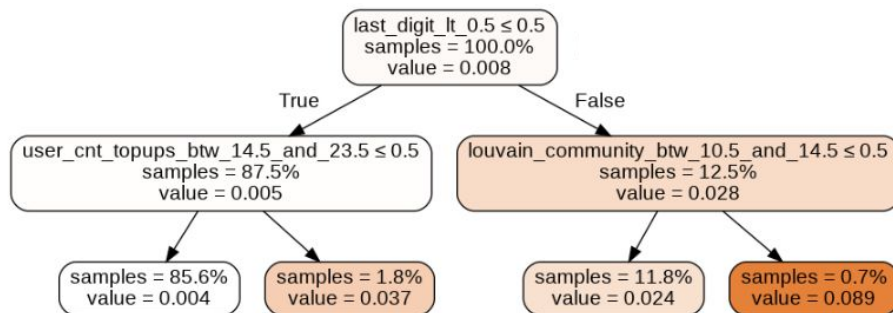 last_digit_lt_0.5 ≤ 0.5
samples = 100.0%
value = 0.008
True
False
user_cnt_topups_btw_14.5_and_23.5 ≤ 0.5
samples = 87.5%
value = 0.005
louvain_community_btw_10.5_and_14.5 ≤ 0.5
samples = 12.5%
value = 0.028
samples = 85.6%
value = 0.004
samples = 1.8%
value = 0.037
samples = 11.8%
value = 0.024
samples = 0.7%
value = 0.089